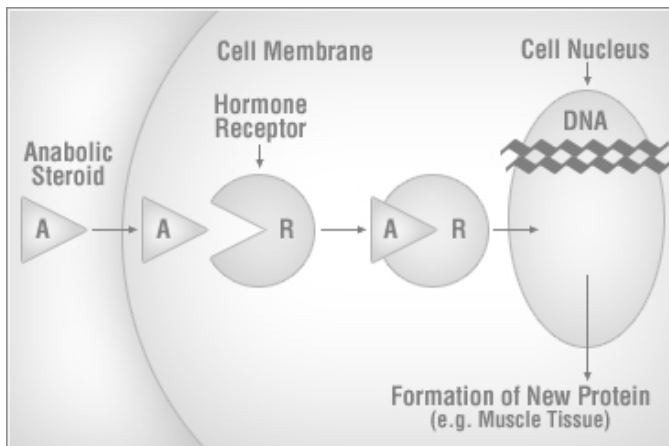 Cell Membrane
Cell Nucleus
Hormone
Receptor
DNA
Anabolic
Steroid
A
A
R
A
R
Formation of New Protein
(e.g. Muscle Tissue)